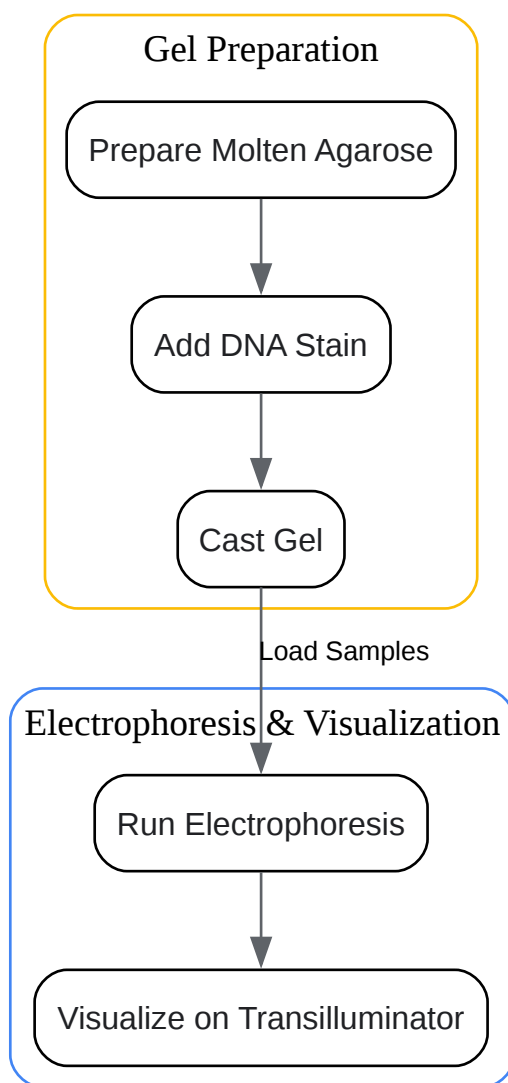 Gel Preparation
Prepare Molten Agarose
Add DNA Stain
Cast Gel
Load Samples
Electrophoresis & Visualization
Run Electrophoresis
Visualize on Transilluminator